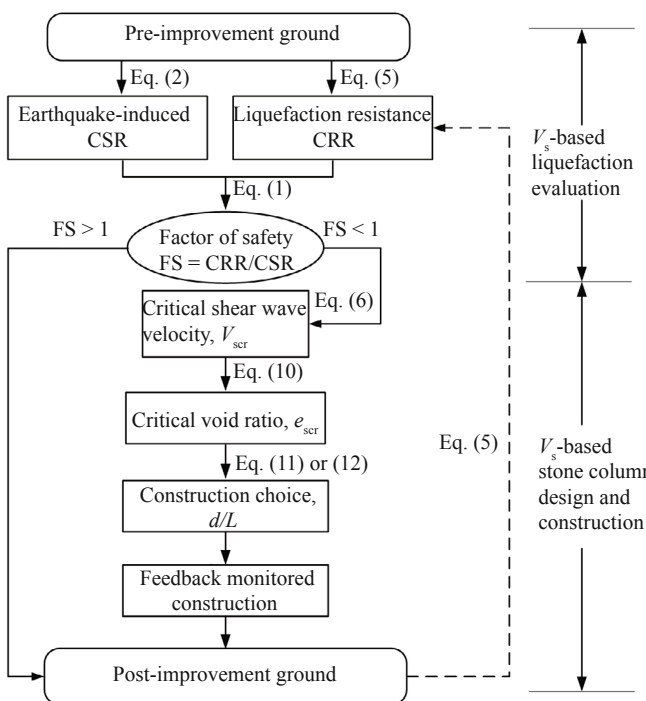 Pre-improvement ground
Eq. (2)
Eq. (5)
Earthquake-induced
CSR
Liquefaction resistance
CRR
Eq. (1)
FS > 1
Factor of safety
FS = CRR/CSR
FS < 1
Eq. (6)
Critical shear wave
velocity, Vscr
Eq. (10)
Critical void ratio, escr
Eq. (11) or (12)
Construction choice,
d/L
Feedback monitored
construction
Post-improvement ground
Eq. (5)
Vs-based
liquefaction
evaluation
Vs-based
stone colum
design and
construction